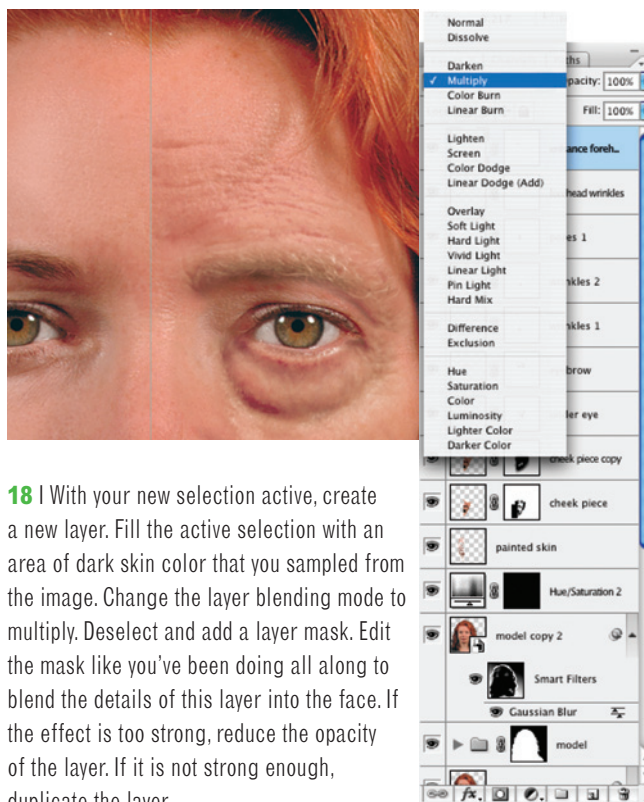 Normal
Dissolve
Darken
✓ Multiply
Color Burn
Linear Burn
Lighten
Screen
Color Dodge
Linear Dodge (Add)
Overlay
Soft Light
Hard Light
Vivid Light
Linear Light
Pin Light
Hard Mix
Difference
Exclusion
Hue
Saturation
Color
Luminosity
Lighter Color
Darker Color
ths
pacity: 100%
Fill: 100%
ance foreh...
head wrinkles
es 1
nkles 2
nkles 1
brow
er eye
cheek piece copy
cheek piece
painted skin
Hue/Saturation 2
model copy 2
Smart Filters
Gaussian Blur
model
fx.
18 | With your new selection active, create
a new layer. Fill the active selection with an
area of dark skin color that you sampled from
the image. Change the layer blending mode to
multiply. Deselect and add a layer mask. Edit
the mask like you’ve been doing all along to
blend the details of this layer into the face. If
the effect is too strong, reduce the opacity
of the layer. If it is not strong enough,
duplicate the layer.